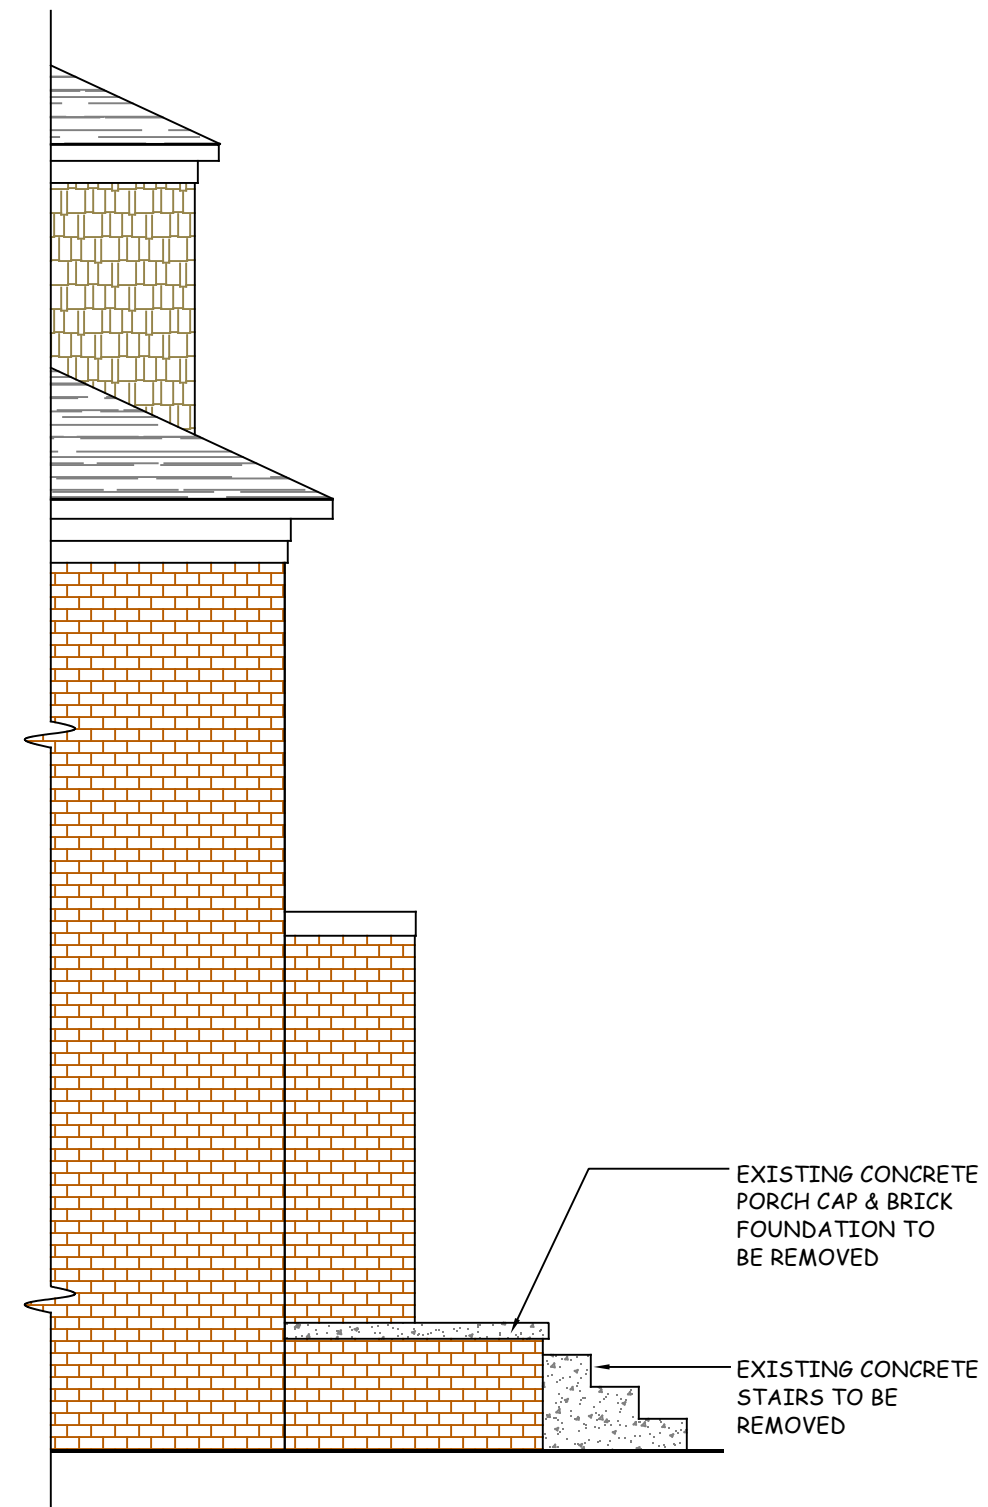 EXISTING CONCRETE
PORCH CAP & BRICK
FOUNDATION TO
BE REMOVED
EXISTING CONCRETE
STAIRS TO BE
REMOVED